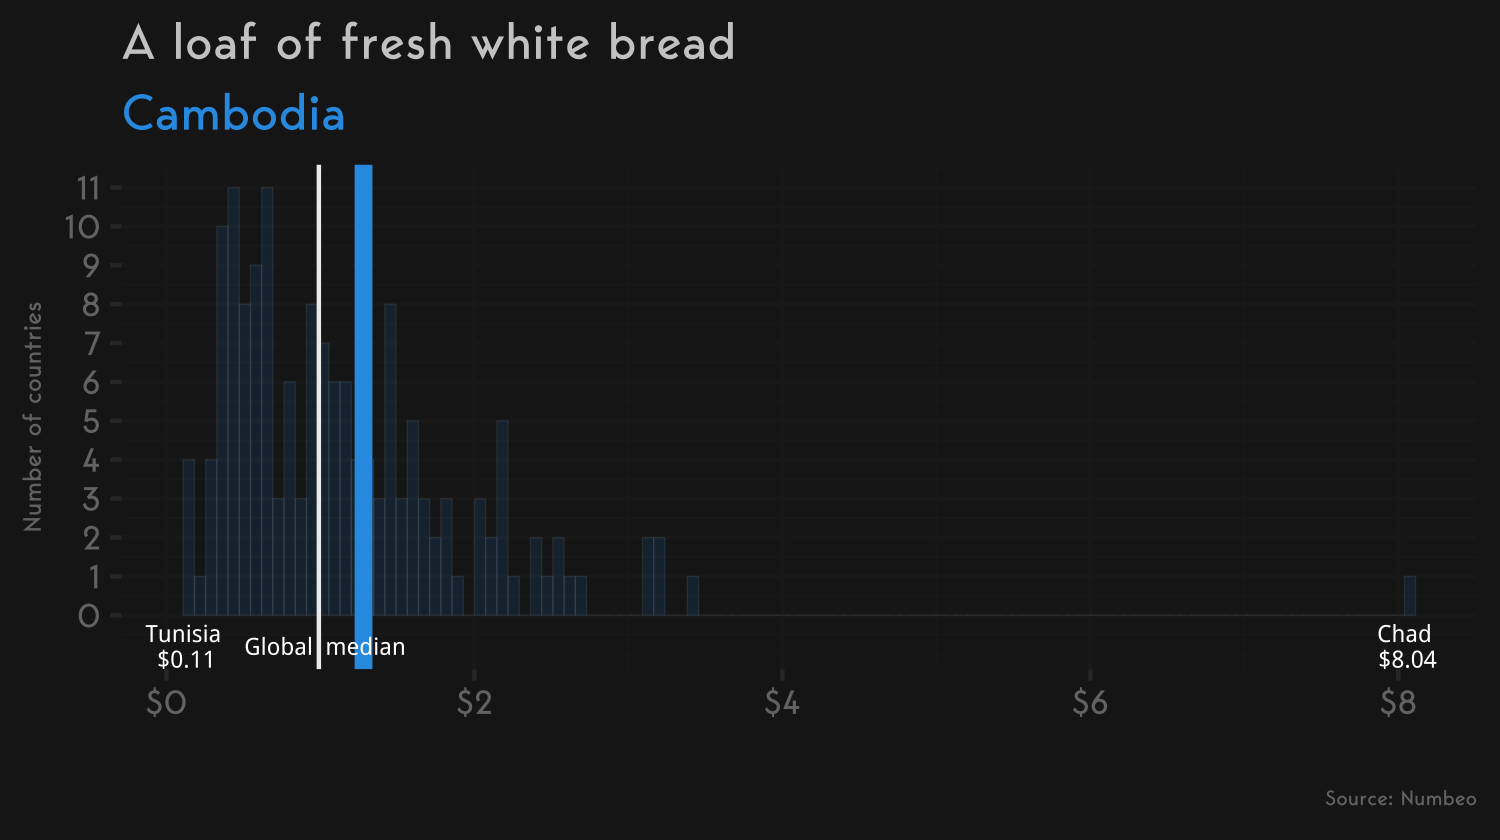 A loaf of fresh white bread
Cambodia
Number of countries
11
10
9
8
7
6
5
4
3
2
1
0
Tunisia
$0.11
Global median
Chad
$8.04
$0 $2 $4 $6 $8
Source: Numbeo